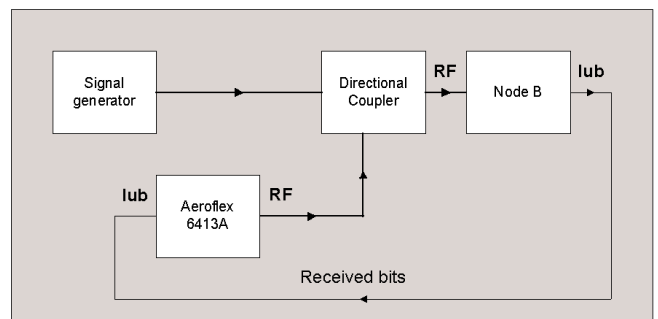 Signal
generator
Directional
Coupler
RF
Node B
Iub
Iub
Aeroflex
6413A
RF
Received bits